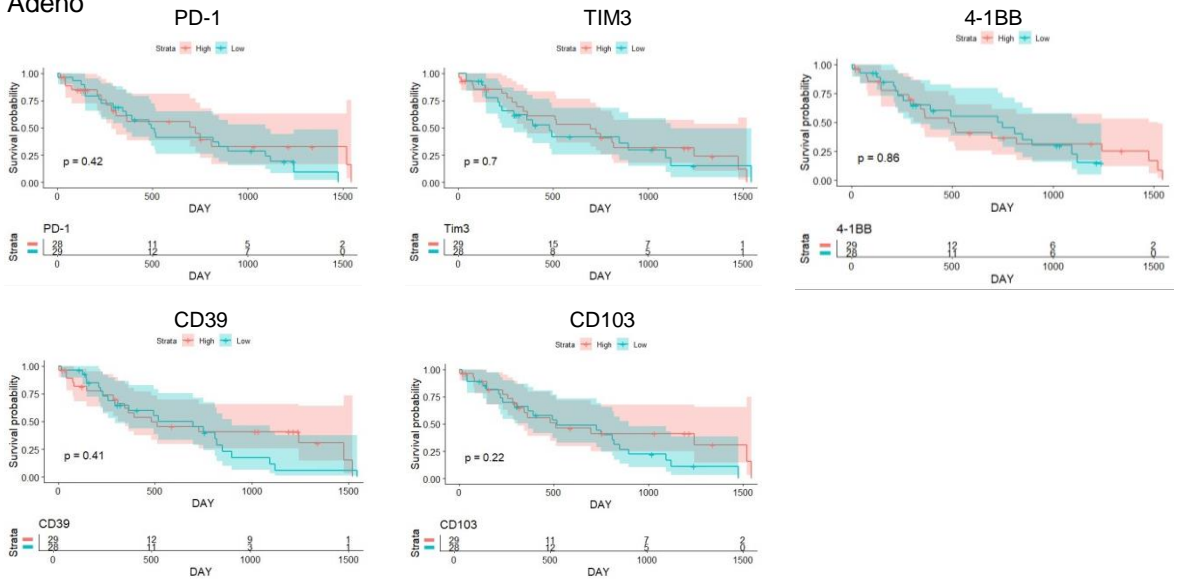 Adeno
PD-1
Strata High Low
1.00
0.75
0.50
0.25
0.00
Survival probability
p = 0.42
0 500 1000 1500
DAY
PD-1
Strata
28 11 5 2
29 12 7 0
0 500 1000 1500
DAY
TIM3
Strata High Low
1.00
0.75
0.50
0.25
0.00
Survival probability
p = 0.7
0 500 1000 1500
DAY
Tim3
Strata
29 15 7 1
28 8 5 1
0 500 1000 1500
DAY
4-1BB
Strata High Low
1.00
0.75
0.50
0.25
0.00
Survival probability
p = 0.86
0 500 1000 1500
DAY
4-1BB
Strata
29 12 6 2
28 11 6 0
0 500 1000 1500
DAY
CD39
Strata High Low
1.00
0.75
0.50
0.25
0.00
Survival probability
p = 0.41
0 500 1000 1500
DAY
CD39
Strata
29 12 9 1
28 11 3 1
0 500 1000 1500
DAY
CD103
Strata High Low
1.00
0.75
0.50
0.25
0.00
Survival probability
p = 0.22
0 500 1000 1500
DAY
CD103
Strata
29 11 7 2
28 12 5 0
0 500 1000 1500
DAY